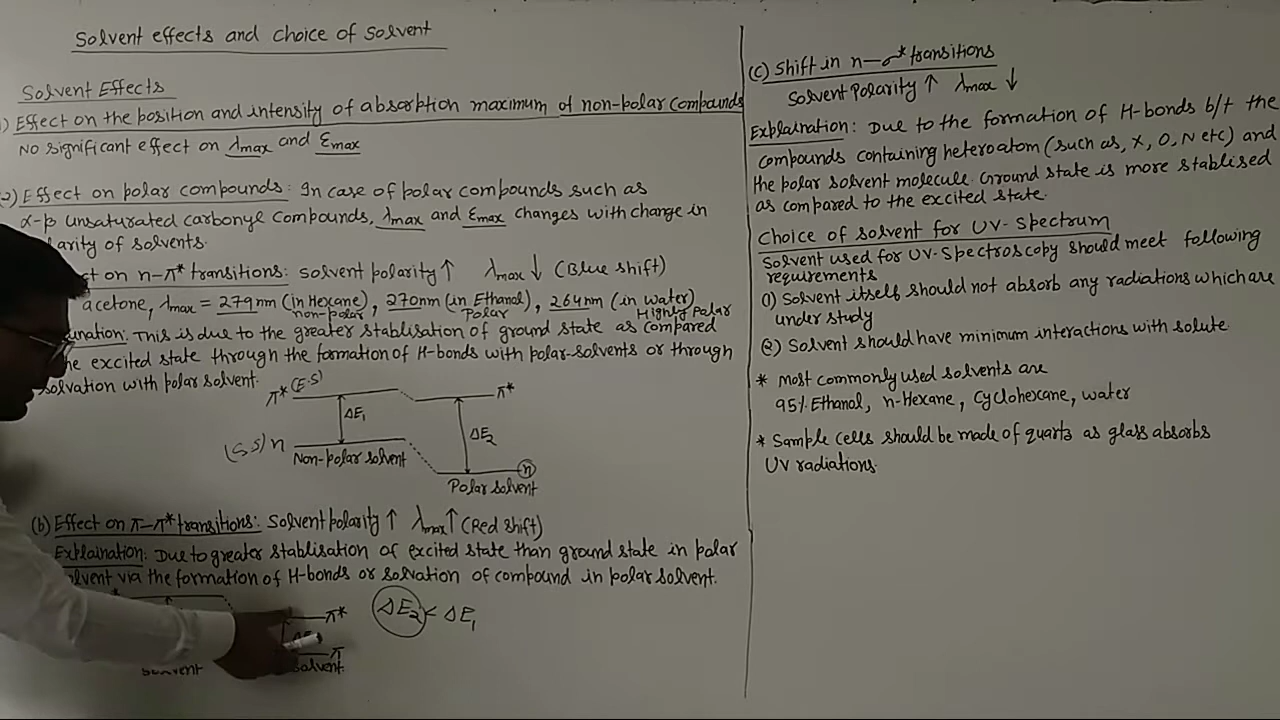 Solvent effects and choice of solvent
Solvent Effects
1) Effect on the position and intensity of absorption maximum of non-polar compounds
No significant effect on λmax and Emax
2) Effect on polar compounds: In case of polar compounds such as
α-β unsaturated carbonyl compounds, λmax and Emax changes with change in
larity of solvents.
ct on n-π* transitions: solvent polarity ↑ λmax ↓ (Blue shift)
acetone, λmax = 279nm (in Hexane), 270nm (in Ethanol), 264nm (in water)
non-polar Polar Highly Polar
ination: This is due to the greater stablisation of ground state as compared
e excited state through the formation of H-bonds with polar-solvents or through
solvation with polar solvent.
π* (E.S) π*
ΔE1
ΔE2
(S.S) n
Non-polar solvent
n
Polar solvent
(b) Effect on π-π* transitions: Solvent polarity ↑ λmax ↑ (Red Shift)
Explaination: Due to greater stablisation of excited state than ground state in polar
olvent via the formation of H-bonds or solvation of compound in polar solvent.
π* ΔE2 < ΔE1
π
solvent
solvent
(c) Shift in n-σ* transitions
Solvent Polarity ↑ λmax ↓
Explaination: Due to the formation of H-bonds b/t the
compounds containing heteroatom (such as, X, O, N etc) and
the polar solvent molecule. Ground state is more stablised
as compared to the excited state.
Choice of solvent for UV-Spectrum
Solvent used for UV-Spectroscopy should meet following
requirements
(1) Solvent itself should not absorb any radiations which are
under study
(2) Solvent should have minimum interactions with solute.
* Most commonly used solvents are
95% Ethanol, n-Hexane, Cyclohexane, water
* Sample cells should be made of quartz as glass absorbs
UV radiations.